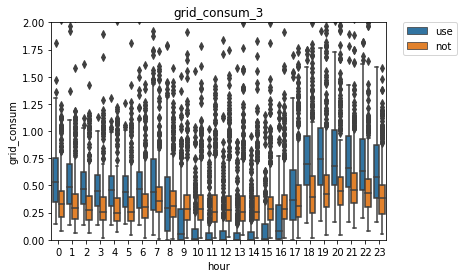 grid_consum_3
use
not
grid_consum
2.00
1.75
1.50
1.25
1.00
0.75
0.50
0.25
0.00
0 1 2 3 4 5 6 7 8 9 10 11 12 13 14 15 16 17 18 19 20 21 22 23
hour